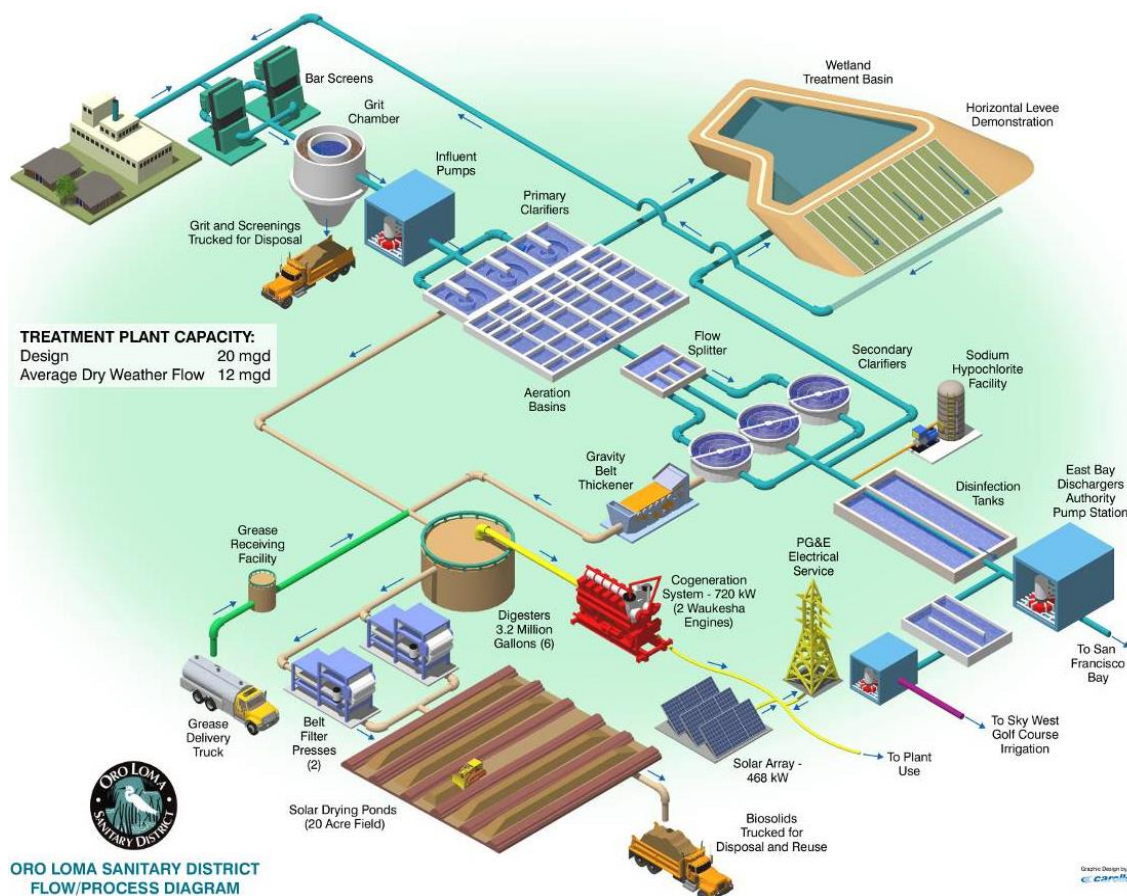 Bar Screens
Grit
Chamber
Influent
Pumps
Grit and Screenings
Trucked for Disposal
Primary
Clarifiers
Wetland
Treatment Basin
Horizontal Levee
Demonstration
TREATMENT PLANT CAPACITY:
Design 20 mgd
Average Dry Weather Flow 12 mgd
Aeration
Basins
Flow
Splitter
Secondary
Clarifiers
Sodium
Hypochlorite
Facility
Gravity
Belt
Thickener
Disinfection
Tanks
East Bay
Dischargers
Authority
Pump Station
Grease
Receiving
Facility
Digesters
3.2 Million
Gallons (6)
Cogeneration
System - 720 kW
(2 Waukesha
Engines)
PG&E
Electrical
Service
To San
Francisco
Bay
Grease
Delivery
Truck
Belt
Filter
Presses
(2)
Solar Array -
468 kW
To Plant
Use
To Sky West
Golf Course
Irrigation
Solar Drying Ponds
(20 Acre Field)
Biosolids
Trucked for
Disposal and Reuse
ORO LOMA
SANITARY DISTRICT
ORO LOMA SANITARY DISTRICT
FLOW/PROCESS DIAGRAM
Graphic Design by